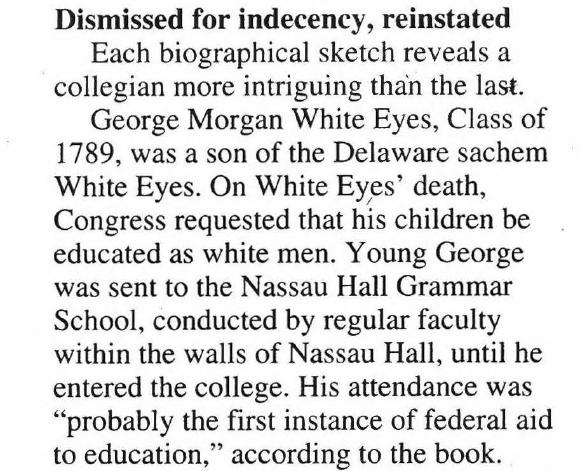 Dismissed for indecency, reinstated
Each biographical sketch reveals a
collegian more intriguing than the last.
George Morgan White Eyes, Class of
1789, was a son of the Delaware sachem
White Eyes. On White Eyes’ death,
Congress requested that his children be
educated as white men. Young George
was sent to the Nassau Hall Grammar
School, conducted by regular faculty
within the walls of Nassau Hall, until he
entered the college. His attendance was
“probably the first instance of federal aid
to education,” according to the book.